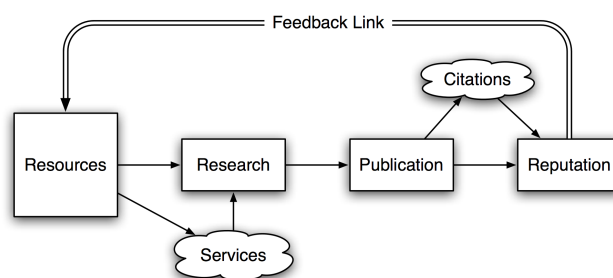 Feedback Link
Citations
Resources
Research
Publication
Reputation
Services